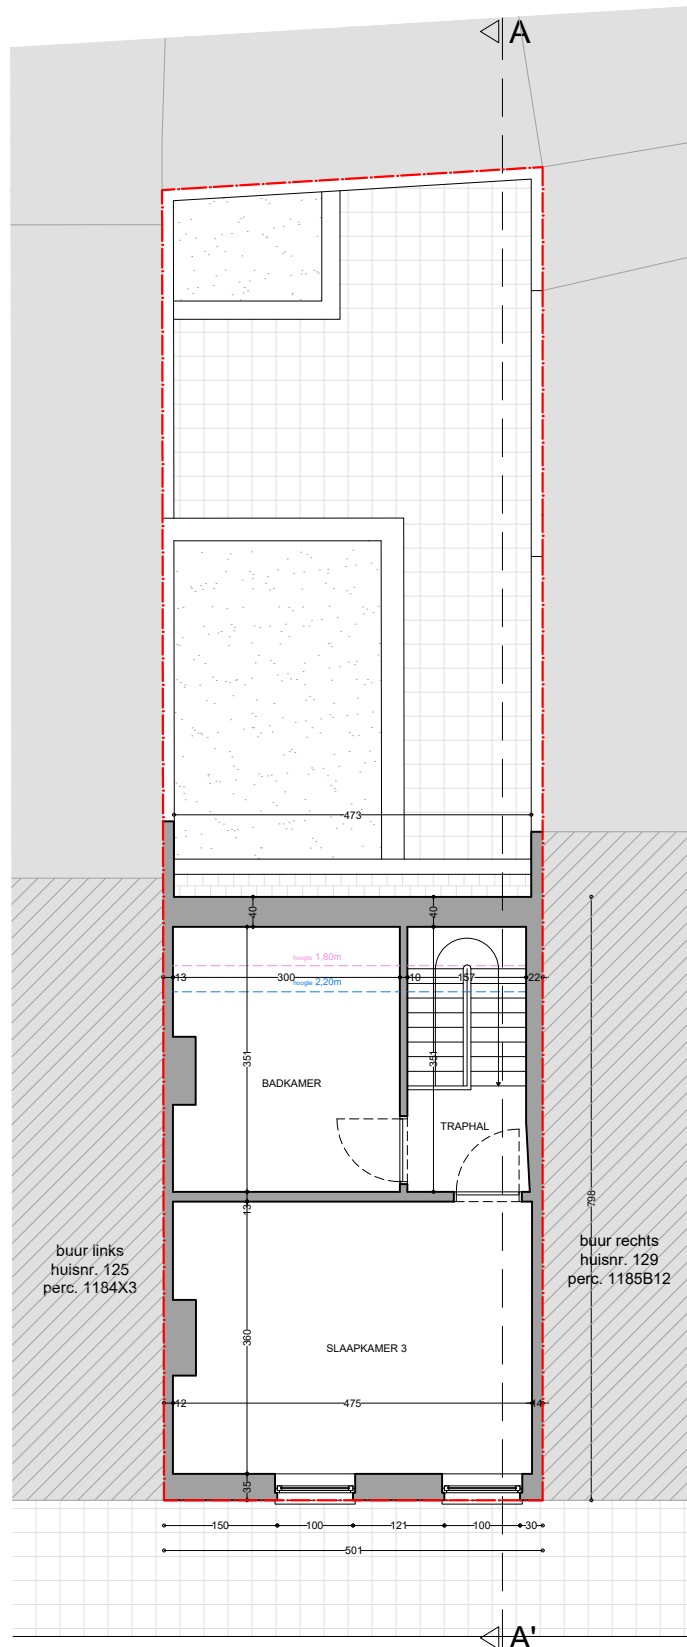 A
473
40
40
hoogte 1,80m
13
300
10
157
22
hoogte 2,20m
351
351
BADKAMER
TRAPHAL
13
798
buur links
huisnr. 125
perc. 1184X3
buur rechts
huisnr. 129
perc. 1185B12
360
SLAAPKAMER 3
12
475
14
35
150
100
121
100
30
501
A'